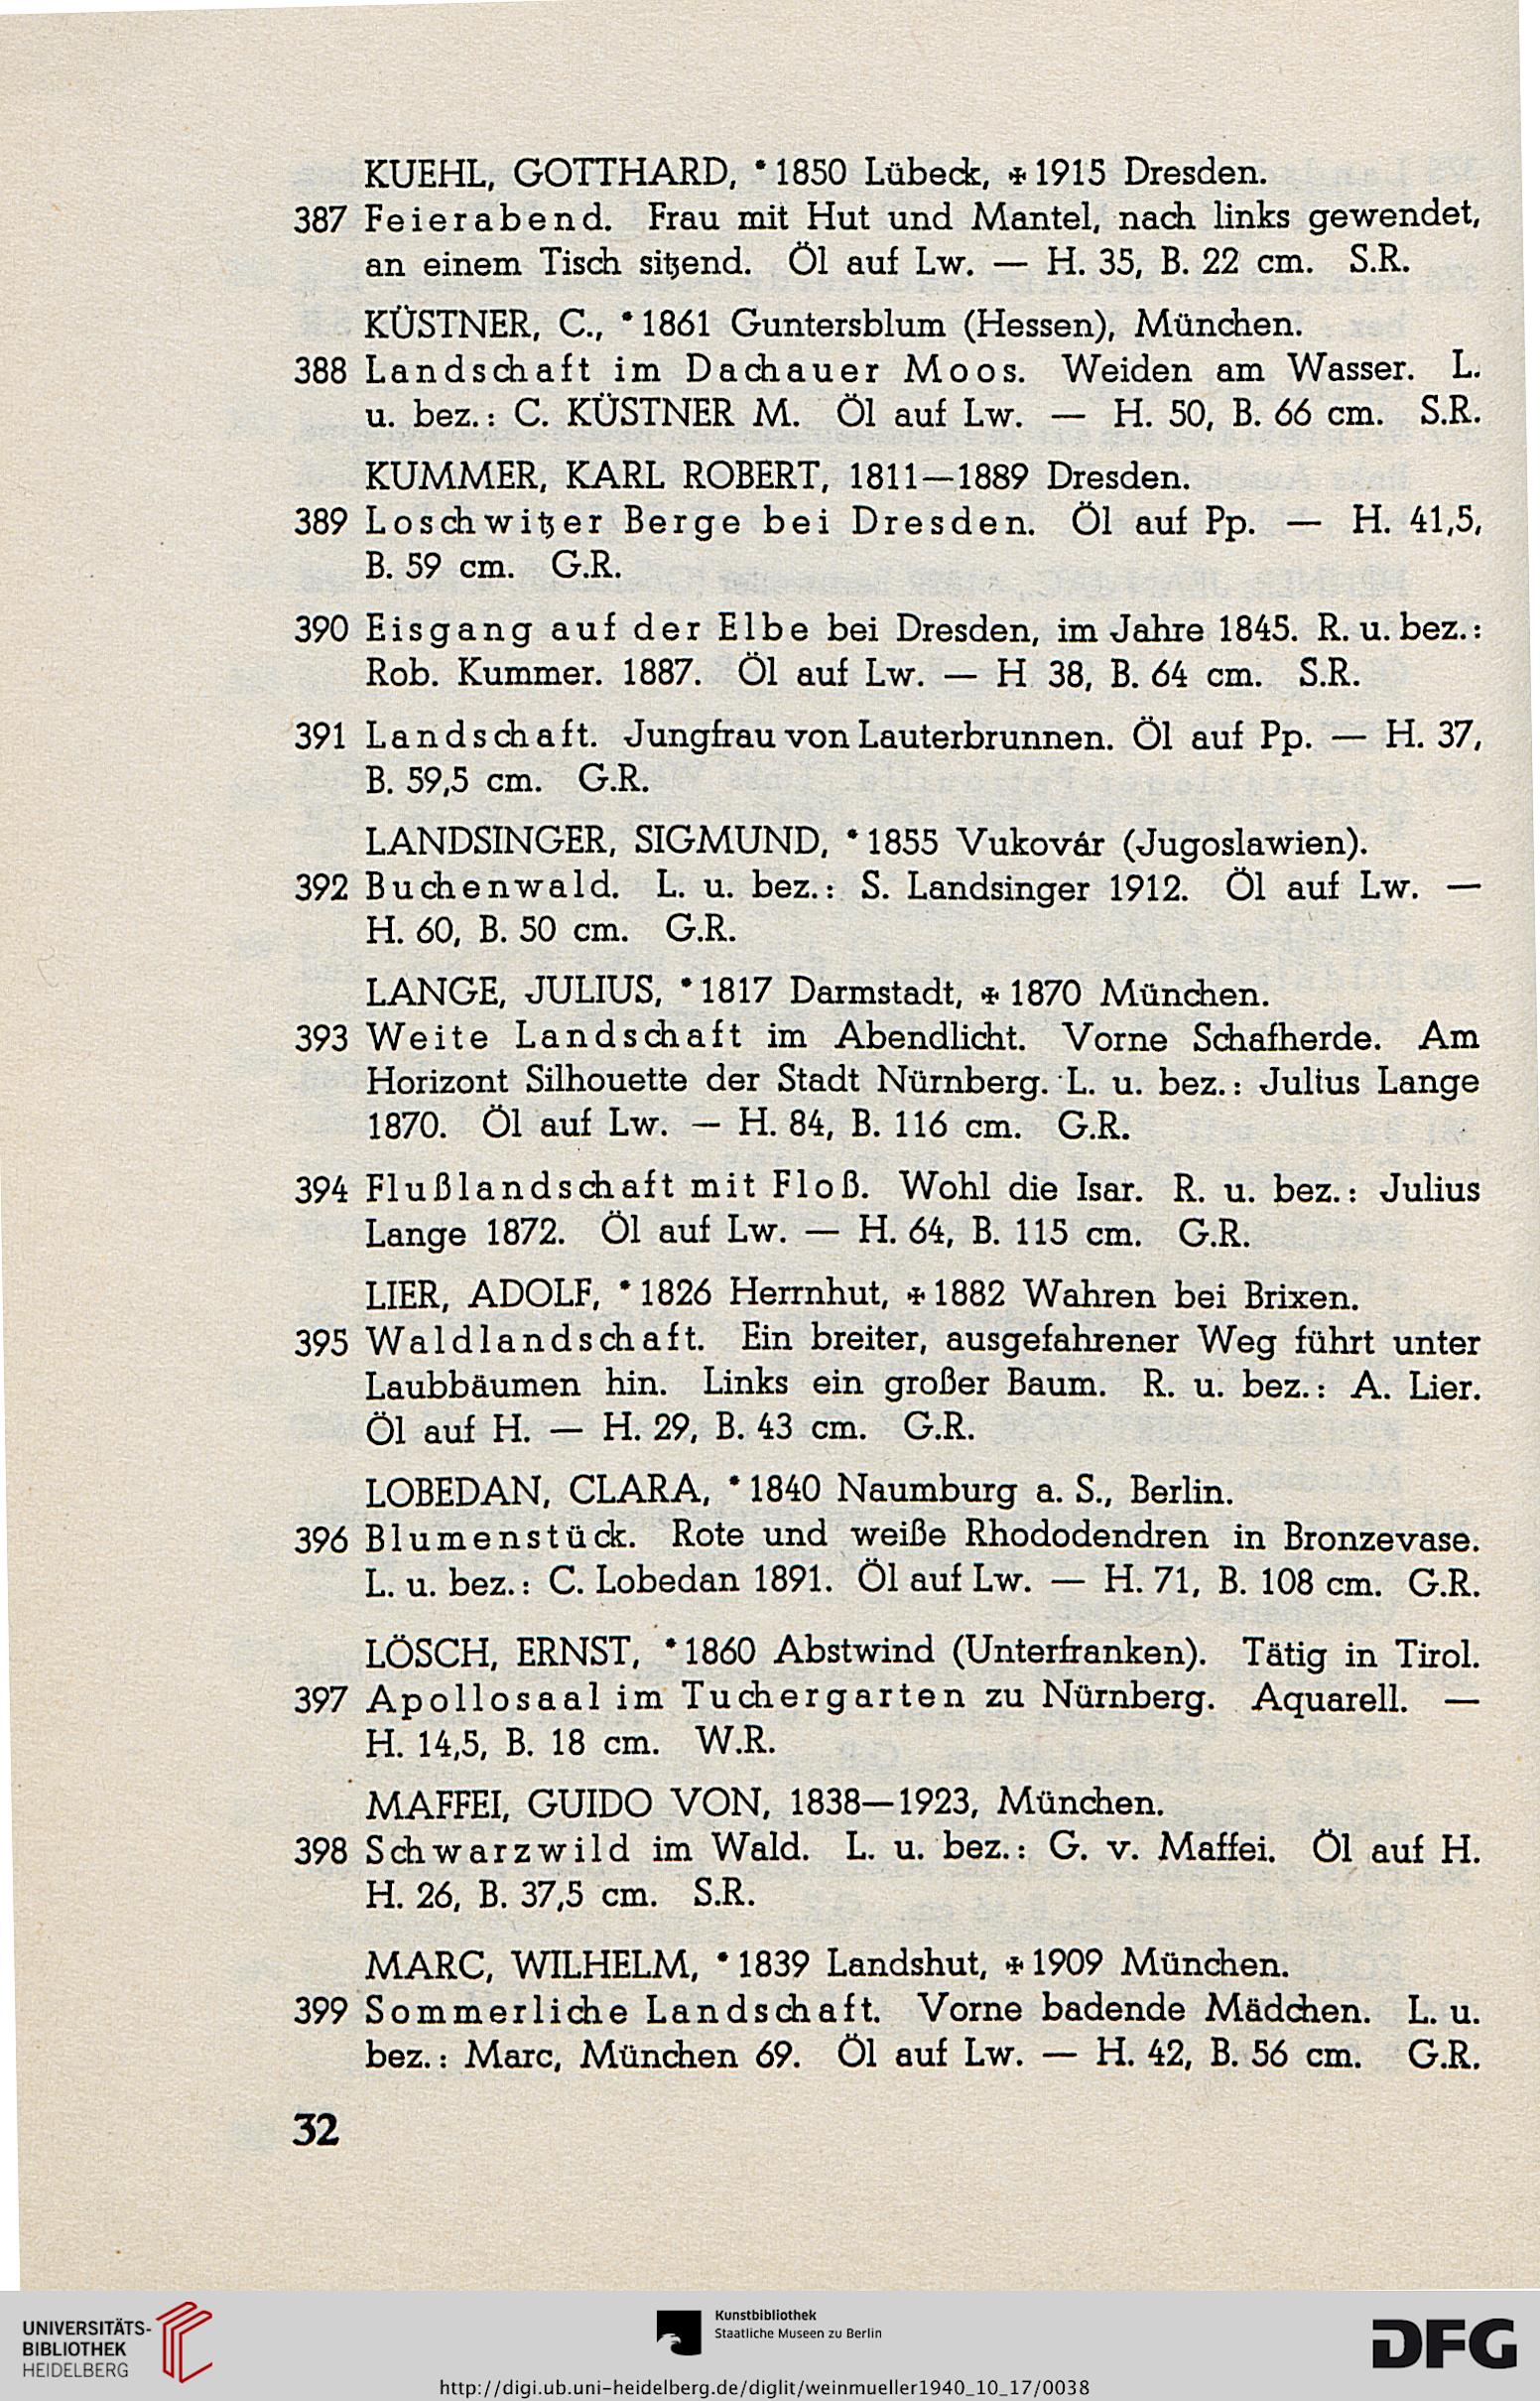 KUEHL, GOTTHARD, *1850 Lübeck, ✠1915 Dresden.
387 Feierabend. Frau mit Hut und Mantel, nach links gewendet,
an einem Tisch sitzend. Öl auf Lw. — H. 35, B. 22 cm. S.R.
KÜSTNER, C., *1861 Guntersblum (Hessen), München.
388 Landschaft im Dachauer Moos. Weiden am Wasser. L.
u. bez.: C. KÜSTNER M. Öl auf Lw. — H. 50, B. 66 cm. S.R.
KUMMER, KARL ROBERT, 1811—1889 Dresden.
389 Loschwitzer Berge bei Dresden. Öl auf Pp. — H. 41,5,
B. 59 cm. G.R.
390 Eisgang auf der Elbe bei Dresden, im Jahre 1845. R. u. bez.:
Rob. Kummer. 1887. Öl auf Lw. — H 38, B. 64 cm. S.R.
391 Landschaft. Jungfrau von Lauterbrunnen. Öl auf Pp. — H. 37,
B. 59,5 cm. G.R.
LANDSINGER, SIGMUND, *1855 Vukovár (Jugoslawien).
392 Buchenwald. L. u. bez.: S. Landsinger 1912. Öl auf Lw. —
H. 60, B. 50 cm. G.R.
LANGE, JULIUS, *1817 Darmstadt, ✠ 1870 München.
393 Weite Landschaft im Abendlicht. Vorne Schafherde. Am
Horizont Silhouette der Stadt Nürnberg. L. u. bez.: Julius Lange
1870. Öl auf Lw. — H. 84, B. 116 cm. G.R.
394 Flußlandschaft mit Floß. Wohl die Isar. R. u. bez.: Julius
Lange 1872. Öl auf Lw. — H. 64, B. 115 cm. G.R.
LIER, ADOLF, *1826 Herrnhut, ✠1882 Wahren bei Brixen.
395 Waldlandschaft. Ein breiter, ausgefahrener Weg führt unter
Laubbäumen hin. Links ein großer Baum. R. u. bez.: A. Lier.
Öl auf H. — H. 29, B. 43 cm. G.R.
LOBEDAN, CLARA, *1840 Naumburg a. S., Berlin.
396 Blumenstück. Rote und weiße Rhododendren in Bronzevase.
L. u. bez.: C. Lobedan 1891. Öl auf Lw. — H. 71, B. 108 cm. G.R.
LÖSCH, ERNST, *1860 Abstwind (Unterfranken). Tätig in Tirol.
397 Apollosaal im Tuchergarten zu Nürnberg. Aquarell. —
H. 14,5, B. 18 cm. W.R.
MAFFEI, GUIDO VON, 1838—1923, München.
398 Schwarzwild im Wald. L. u. bez.: G. v. Maffei. Öl auf H.
H. 26, B. 37,5 cm. S.R.
MARC, WILHELM, *1839 Landshut, ✠1909 München.
399 Sommerliche Landschaft. Vorne badende Mädchen. L. u.
bez.: Marc, München 69. Öl auf Lw. — H. 42, B. 56 cm. G.R.
32
UNIVERSITÄTS-
BIBLIOTHEK
HEIDELBERG
Kunstbibliothek
Staatliche Museen zu Berlin
DFG
http://digi.ub.uni-heidelberg.de/diglit/weinmueller1940_10_17/0038